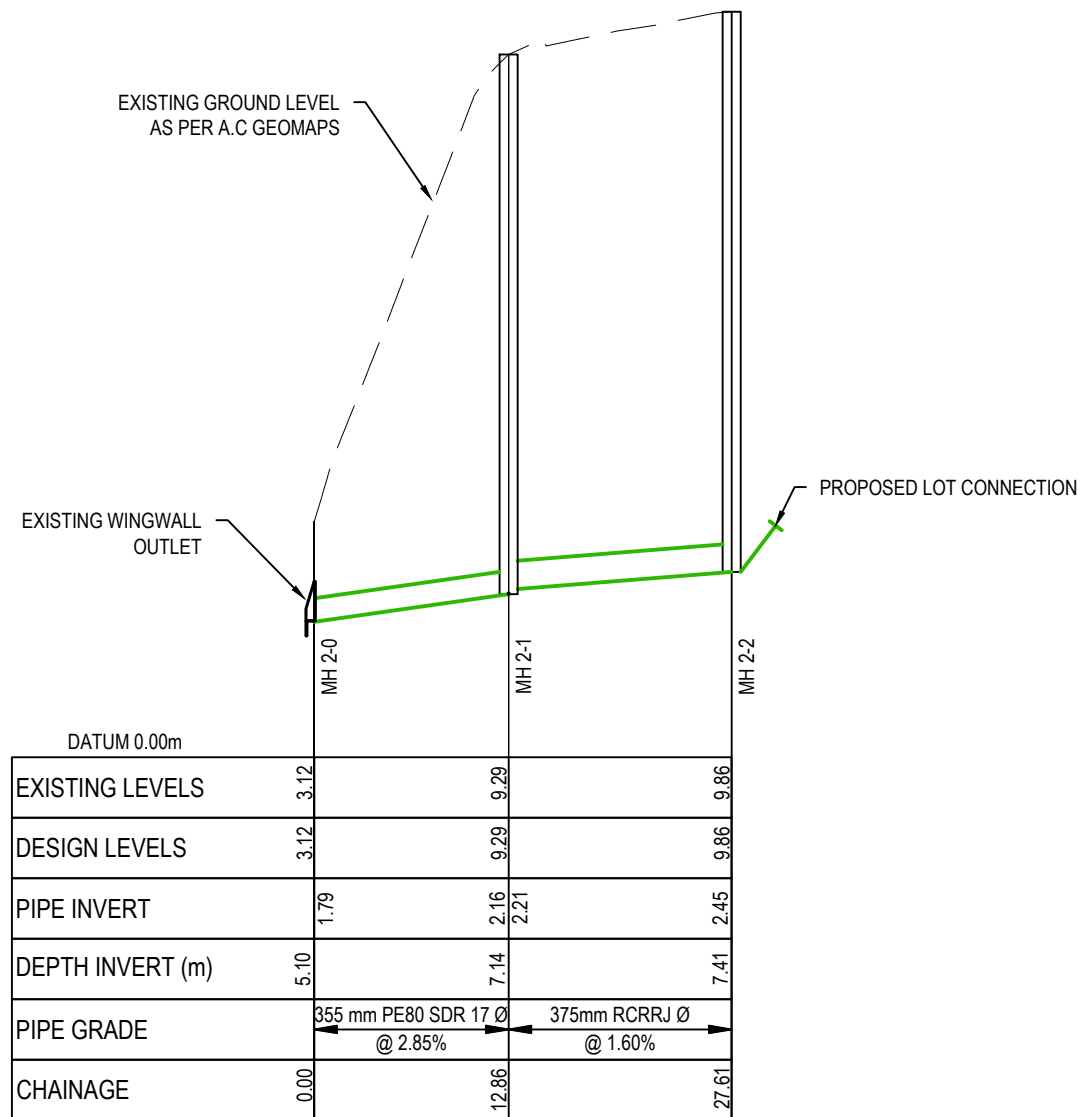 EXISTING GROUND LEVEL
AS PER A.C GEOMAPS
PROPOSED LOT CONNECTION
EXISTING WINGWALL
OUTLET
MH 2-0
MH 2-1
MH 2-2
DATUM 0.00m
EXISTING LEVELS 3.12 9.29 9.86
DESIGN LEVELS 3.12 9.29 9.86
PIPE INVERT 1.79 2.16 2.21 2.45
DEPTH INVERT (m) 5.10 7.14 7.41
PIPE GRADE
355 mm PE80 SDR 17 Ø
@ 2.85%
375mm RCRRJ Ø
@ 1.60%
CHAINAGE 0.00 12.86 27.61